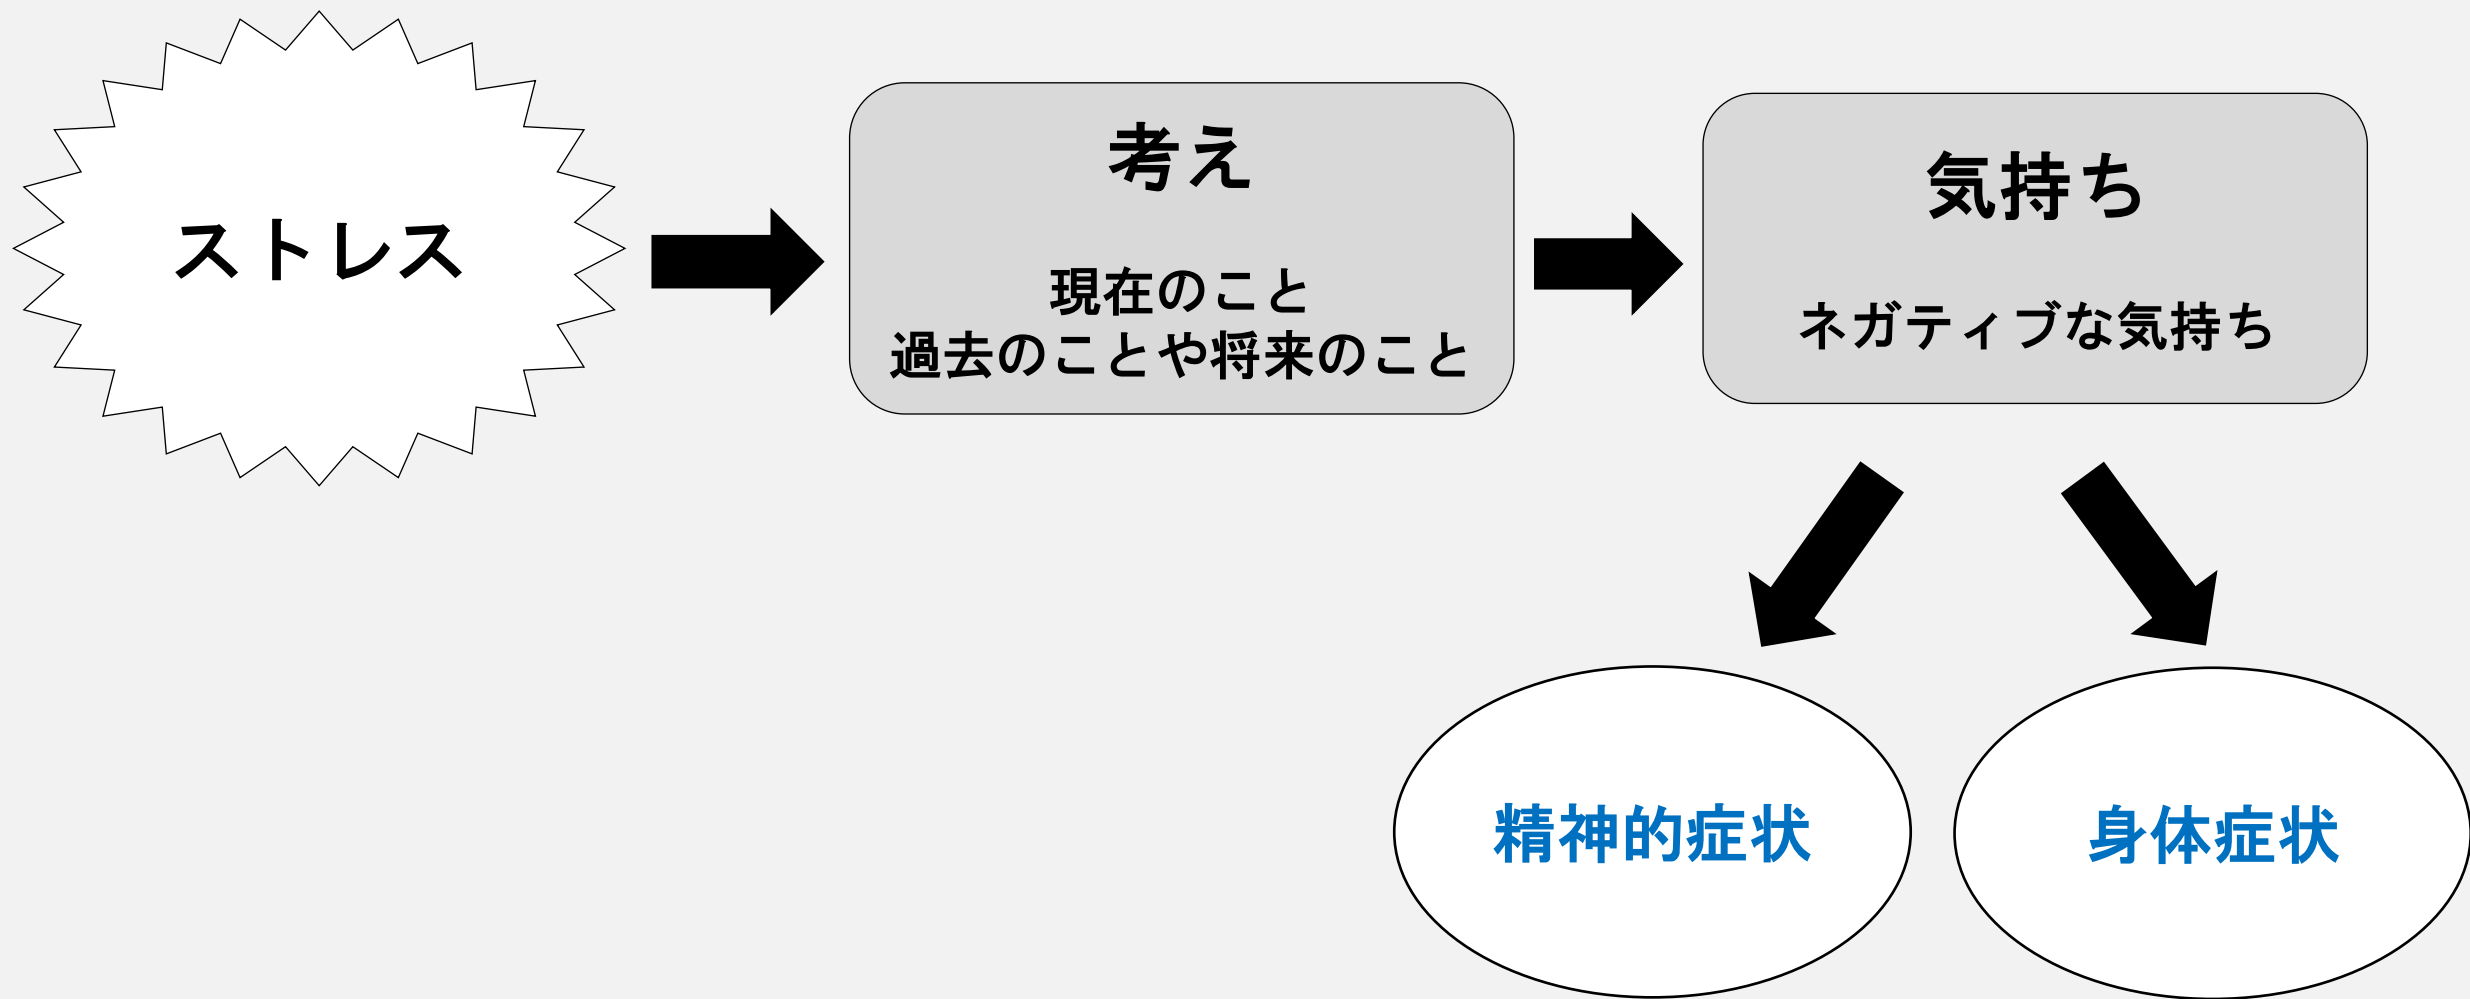 ストレス
考え
現在のこと
過去のことや将来のこと
気持ち
ネガティブな気持ち
精神的症状
身体症状